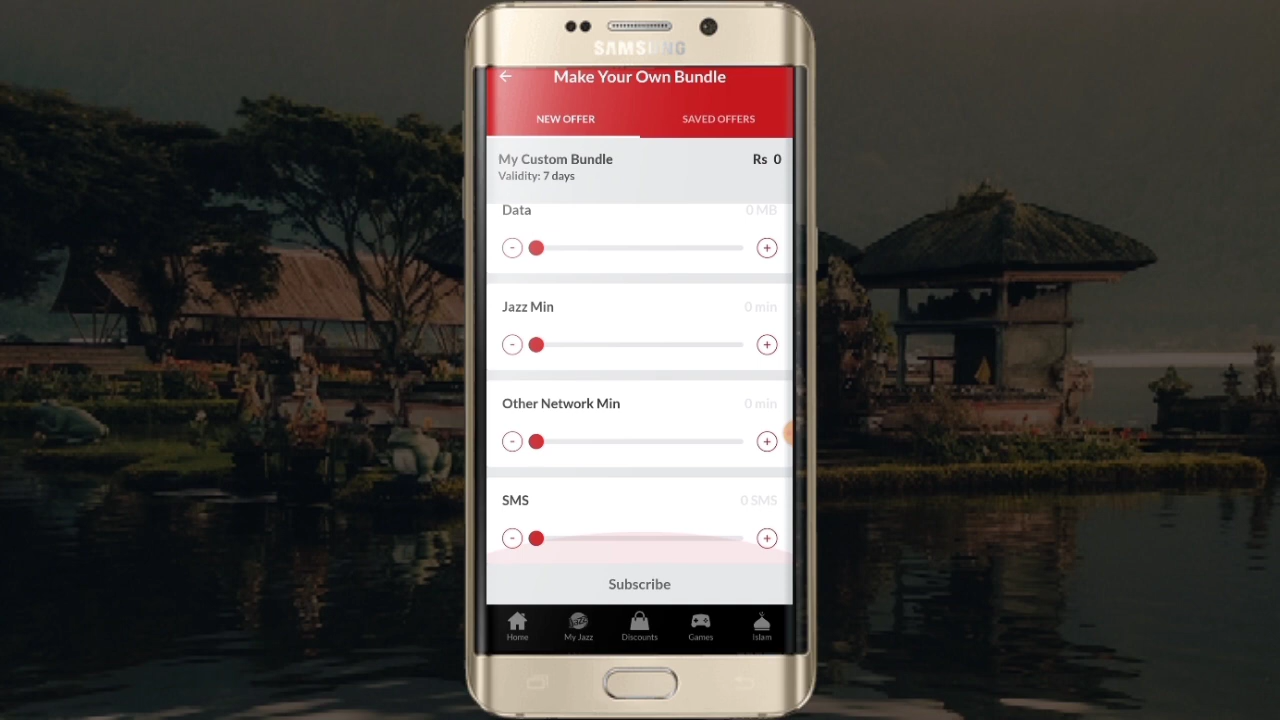 SAMSUNG
Make Your Own Bundle
NEW OFFER SAVED OFFERS
My Custom Bundle Rs 0
Validity: 7 days
Data 0 MB
- +
Jazz Min 0 min
- +
Other Network Min 0 min
- +
SMS 0 SMS
- +
Subscribe
Jazz
Home My Jazz Discounts Games Islam